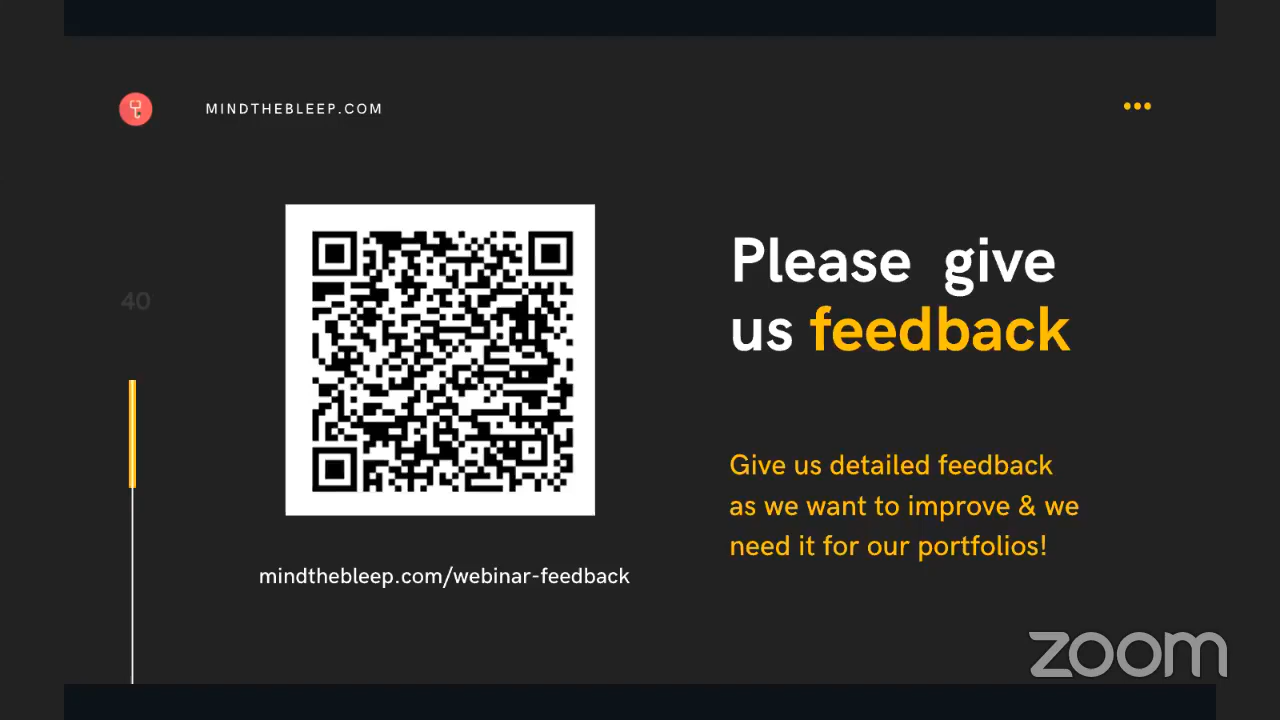 MINDTHEBLEEP.COM
40
Please give
us feedback
Give us detailed feedback
as we want to improve & we
need it for our portfolios!
mindthebleep.com/webinar-feedback
zoom